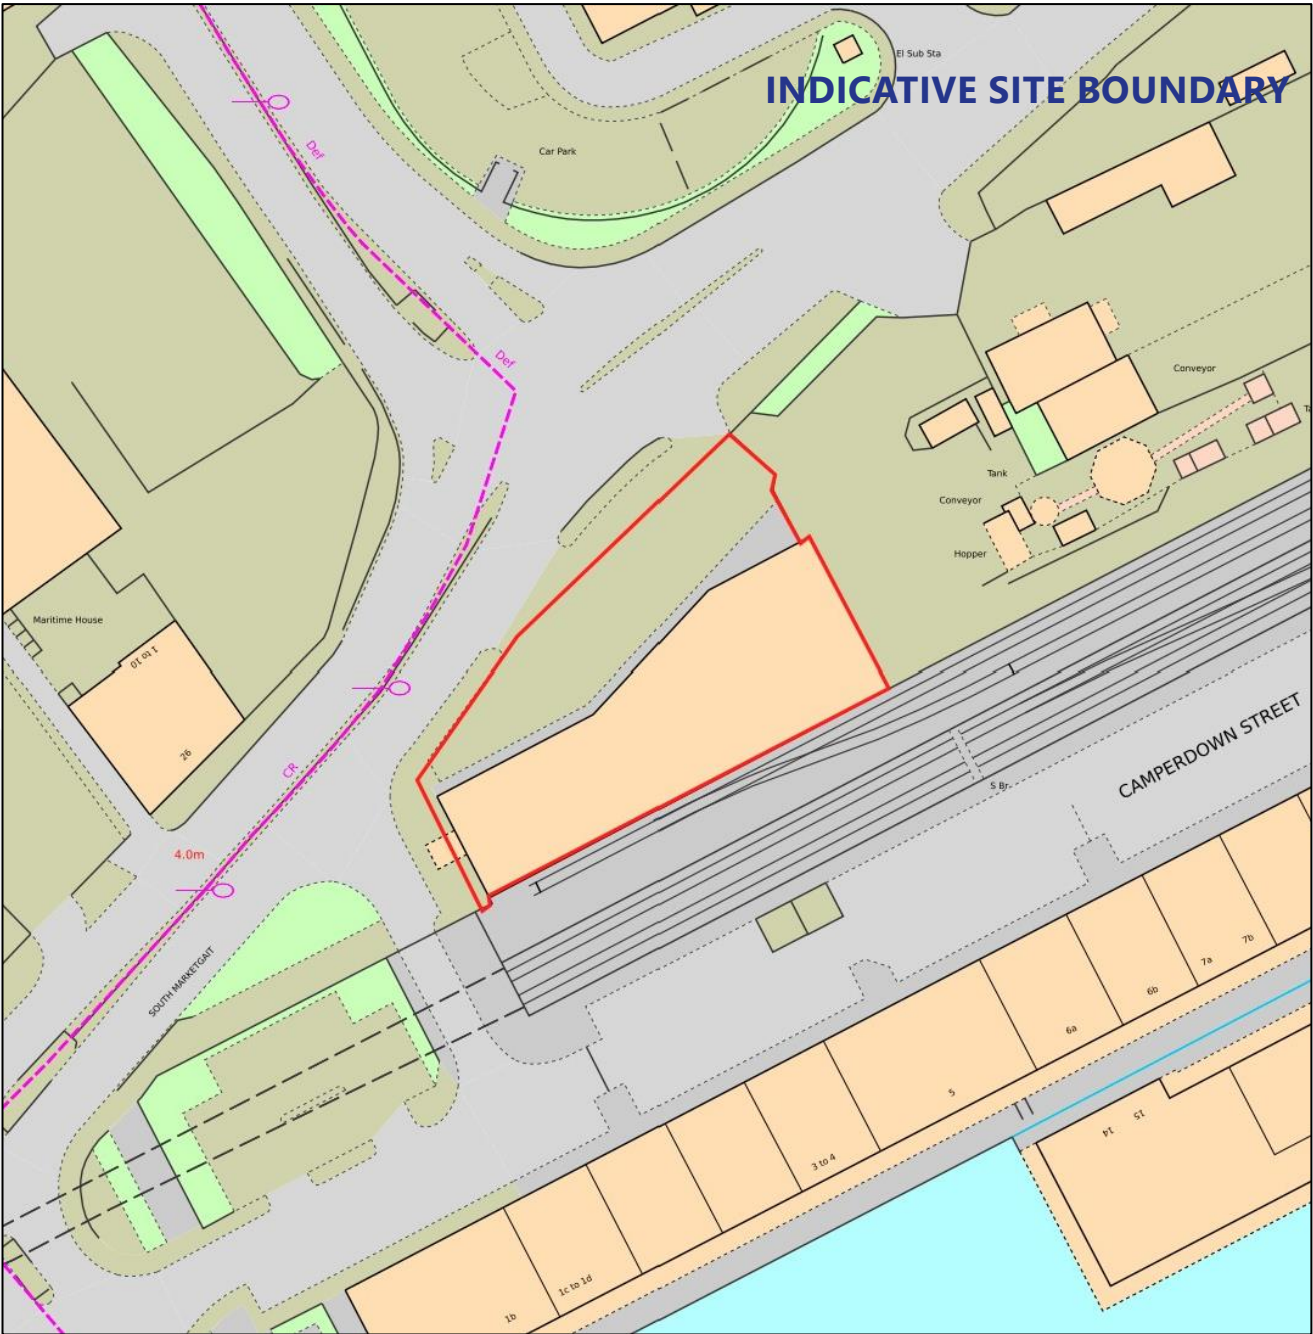 El Sub Sta
INDICATIVE SITE BOUNDARY
Def
Car Park
Def
Conveyor
Tank
Conveyor
Hopper
Maritime House
1 to 10
26
CR
4.0m
S Br
CAMPERDOWN STREET
SOUTH MARKETGAIT
7b
7a
6b
6a
5
3 to 4
15
14
1c to 1d
1b